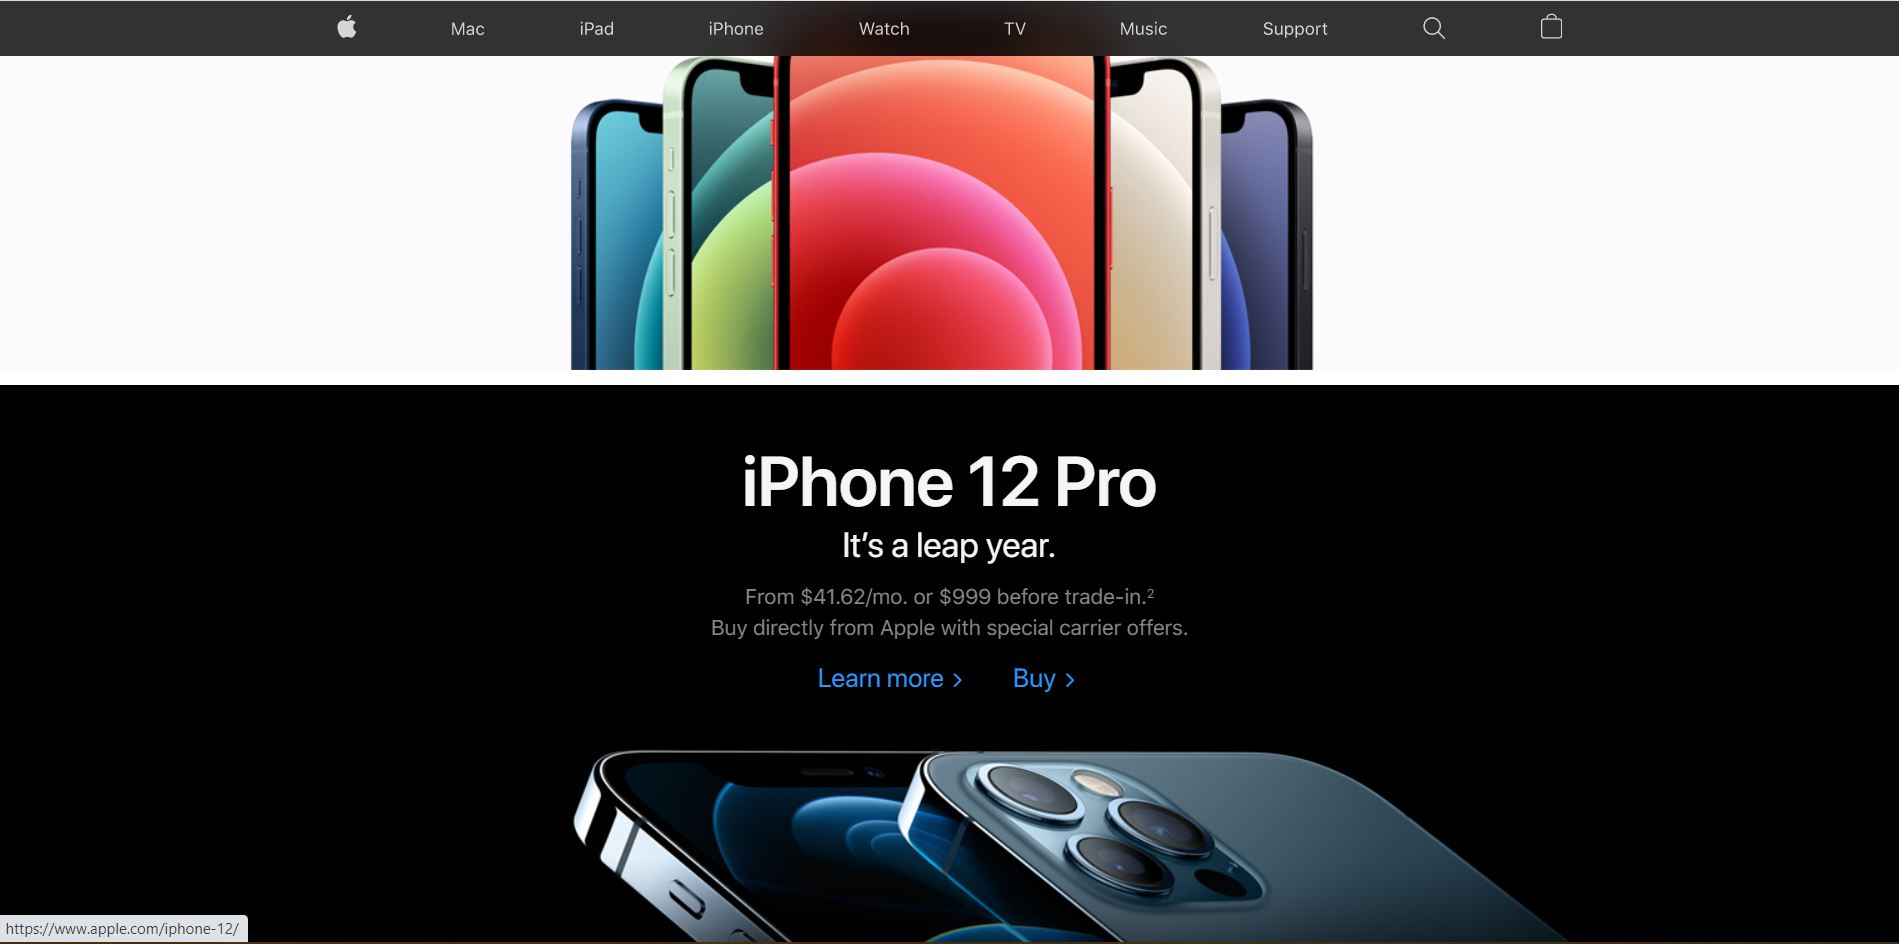 Mac iPad iPhone Watch TV Music Support
iPhone 12 Pro
It's a leap year.
From $41.62/mo. or $999 before trade-in.²
Buy directly from Apple with special carrier offers.
Learn more > Buy >
https://www.apple.com/iphone-12/